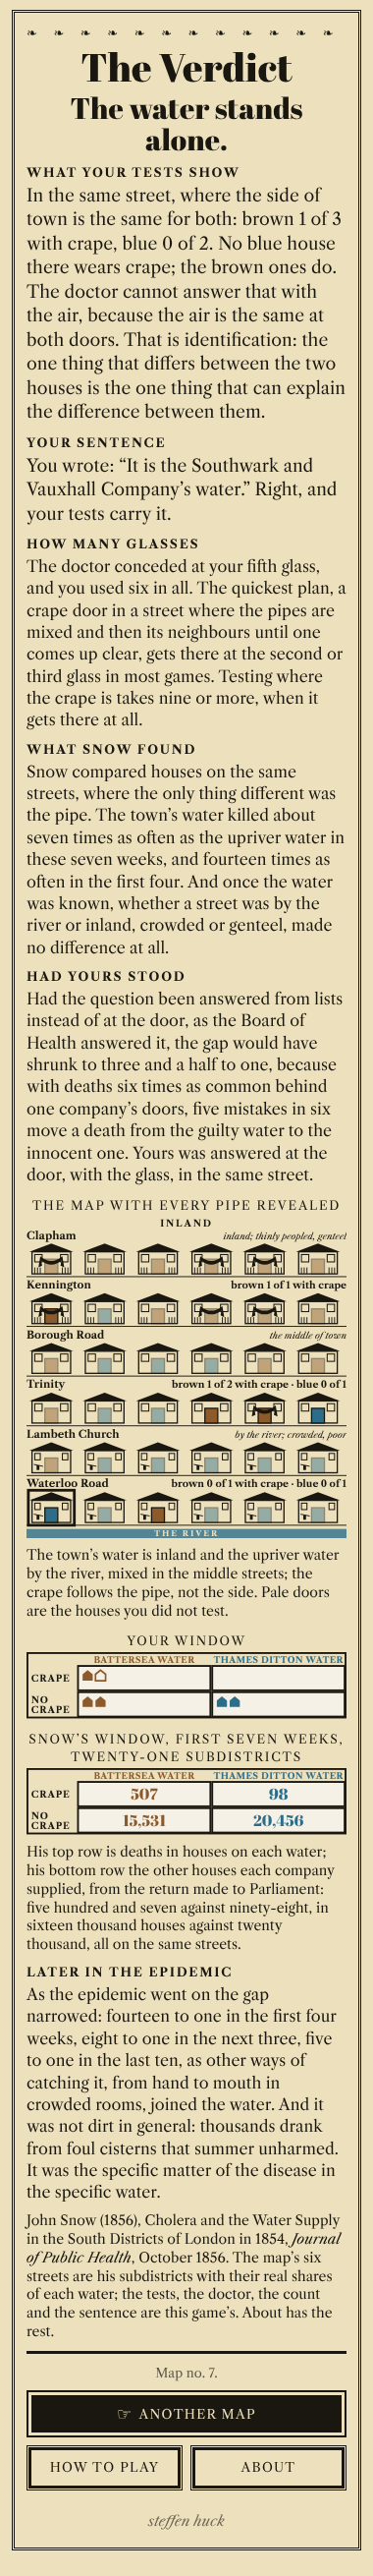 The Verdict
The water stands
alone.
WHAT YOUR TESTS SHOW
In the same street, where the side of
town is the same for both: brown 1 of 3
with crape, blue 0 of 2. No blue house
there wears crape; the brown ones do.
The doctor cannot answer that with
the air, because the air is the same at
both doors. That is identification: the
one thing that differs between the two
houses is the one thing that can explain
the difference between them.
YOUR SENTENCE
You wrote: “It is the Southwark and
Vauxhall Company’s water.” Right, and
your tests carry it.
HOW MANY GLASSES
The doctor conceded at your fifth glass,
and you used six in all. The quickest plan, a
crape door in a street where the pipes are
mixed and then its neighbours until one
comes up clear, gets there at the second or
third glass in most games. Testing where
the crape is takes nine or more, when it
gets there at all.
WHAT SNOW FOUND
Snow compared houses on the same
streets, where the only thing different was
the pipe. The town’s water killed about
seven times as often as the upriver water in
these seven weeks, and fourteen times as
often in the first four. And once the water
was known, whether a street was by the
river or inland, crowded or genteel, made
no difference at all.
HAD YOURS STOOD
Had the question been answered from lists
instead of at the door, as the Board of
Health answered it, the gap would have
shrunk to three and a half to one, because
with deaths six times as common behind
one company’s doors, five mistakes in six
move a death from the guilty water to the
innocent one. Yours was answered at the
door, with the glass, in the same street.
THE MAP WITH EVERY PIPE REVEALED
INLAND
Clapham inland; thinly peopled, genteel
Kennington brown 1 of 1 with crape
Borough Road the middle of town
Trinity brown 1 of 2 with crape · blue 0 of 1
Lambeth Church by the river; crowded, poor
Waterloo Road brown 0 of 1 with crape · blue 0 of 1
THE RIVER
The town’s water is inland and the upriver water
by the river, mixed in the middle streets; the
crape follows the pipe, not the side. Pale doors
are the houses you did not test.
YOUR WINDOW
BATTERSEA WATER THAMES DITTON WATER
CRAPE
NO
CRAPE
SNOW’S WINDOW, FIRST SEVEN WEEKS,
TWENTY-ONE SUBDISTRICTS
BATTERSEA WATER THAMES DITTON WATER
CRAPE 507 98
NO
CRAPE 15,531 20,456
His top row is deaths in houses on each water;
his bottom row the other houses each company
supplied, from the return made to Parliament:
five hundred and seven against ninety-eight, in
sixteen thousand houses against twenty
thousand, all on the same streets.
LATER IN THE EPIDEMIC
As the epidemic went on the gap
narrowed: fourteen to one in the first four
weeks, eight to one in the next three, five
to one in the last ten, as other ways of
catching it, from hand to mouth in
crowded rooms, joined the water. And it
was not dirt in general: thousands drank
from foul cisterns that summer unharmed.
It was the specific matter of the disease in
the specific water.
John Snow (1856), Cholera and the Water Supply
in the South Districts of London in 1854, Journal
of Public Health, October 1856. The map’s six
streets are his subdistricts with their real shares
of each water; the tests, the doctor, the count
and the sentence are this game’s. About has the
rest.
Map no. 7.
☞ ANOTHER MAP
HOW TO PLAY ABOUT
steffen huck